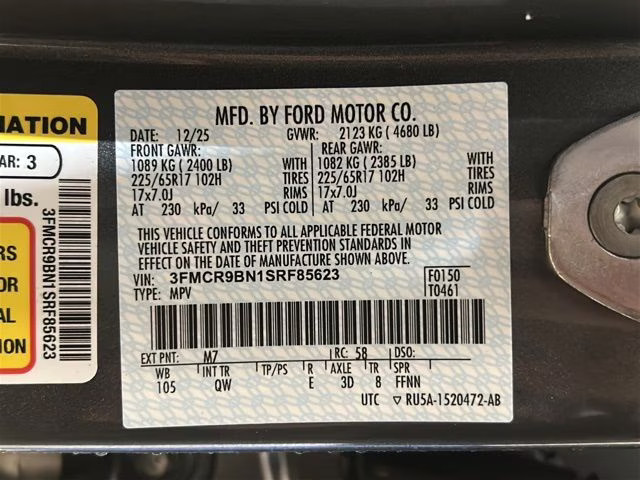 MATION
AR: 3
lbs.
RS
OR
AL
ION
3FMCR9BN1SRF85623
MFD. BY FORD MOTOR CO.
DATE: 12/25 GVWR: 2123 KG ( 4680 LB)
FRONT GAWR: REAR GAWR:
1089 KG ( 2400 LB) WITH 1082 KG ( 2385 LB) WITH
225/65R17 102H TIRES 225/65R17 102H TIRES
17x7.0J RIMS 17x7.0J RIMS
AT 230 kPa/ 33 PSI COLD AT 230 kPa/ 33 PSI COLD
THIS VEHICLE CONFORMS TO ALL APPLICABLE FEDERAL MOTOR
VEHICLE SAFETY AND THEFT PREVENTION STANDARDS IN
EFFECT ON THE DATE OF MANUFACTURE SHOWN ABOVE.
VIN: 3FMCR9BN1SRF85623 F0150
TYPE: MPV T0461
EXT PNT: M7 RC: 58 DSO:
WB INT TR TP/PS R AXLE TR SPR
105 QW E 3D 8 FFNN
UTC ▽ RU5A-1520472-AB